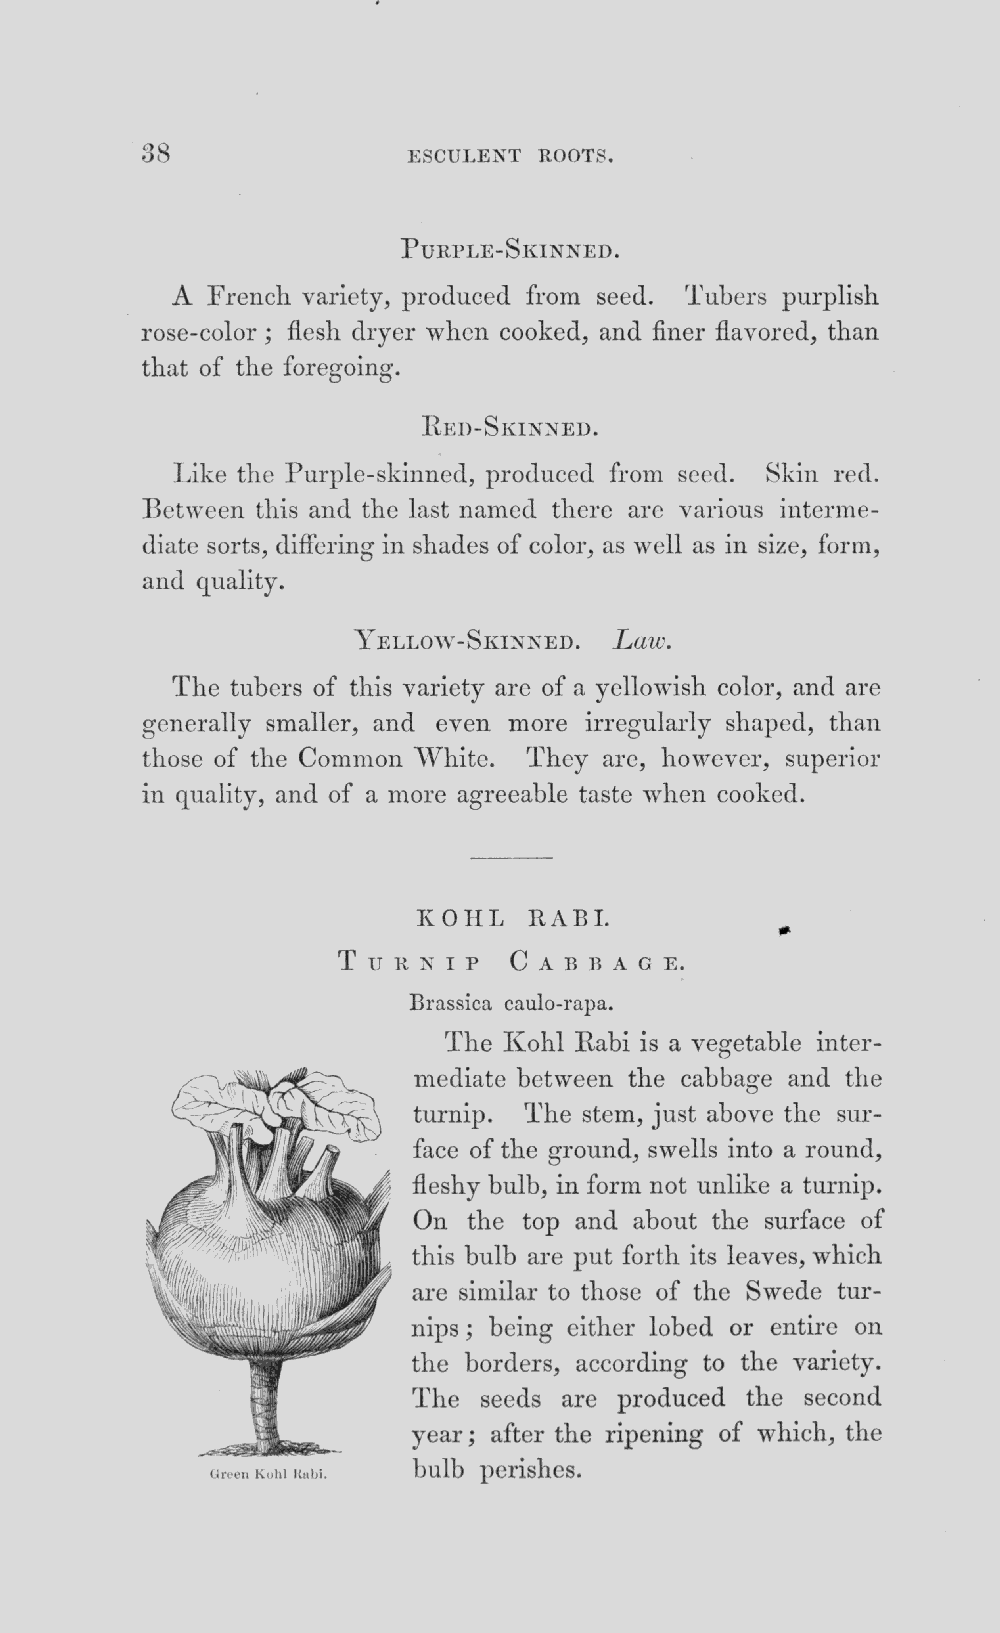 38
ESCULENT ROOTS.
PURPLE-SKINNED.
A French variety, produced from seed. Tubers purplish
rose-color; flesh dryer when cooked, and finer flavored, than
that of the foregoing.
RED-SKINNED.
Like the Purple-skinned, produced from seed. Skin red.
Between this and the last named there are various interme-
diate sorts, differing in shades of color, as well as in size, form,
and quality.
YELLOW-SKINNED. Law.
The tubers of this variety are of a yellowish color, and are
generally smaller, and even more irregularly shaped, than
those of the Common White. They are, however, superior
in quality, and of a more agreeable taste when cooked.
KOHL RABI.
TURNIP CABBAGE.
Brassica caulo-rapa.
The Kohl Rabi is a vegetable inter-
mediate between the cabbage and the
turnip. The stem, just above the sur-
face of the ground, swells into a round,
fleshy bulb, in form not unlike a turnip.
On the top and about the surface of
this bulb are put forth its leaves, which
are similar to those of the Swede tur-
nips; being either lobed or entire on
the borders, according to the variety.
The seeds are produced the second
year; after the ripening of which, the
bulb perishes.
Green Kohl Rabi.